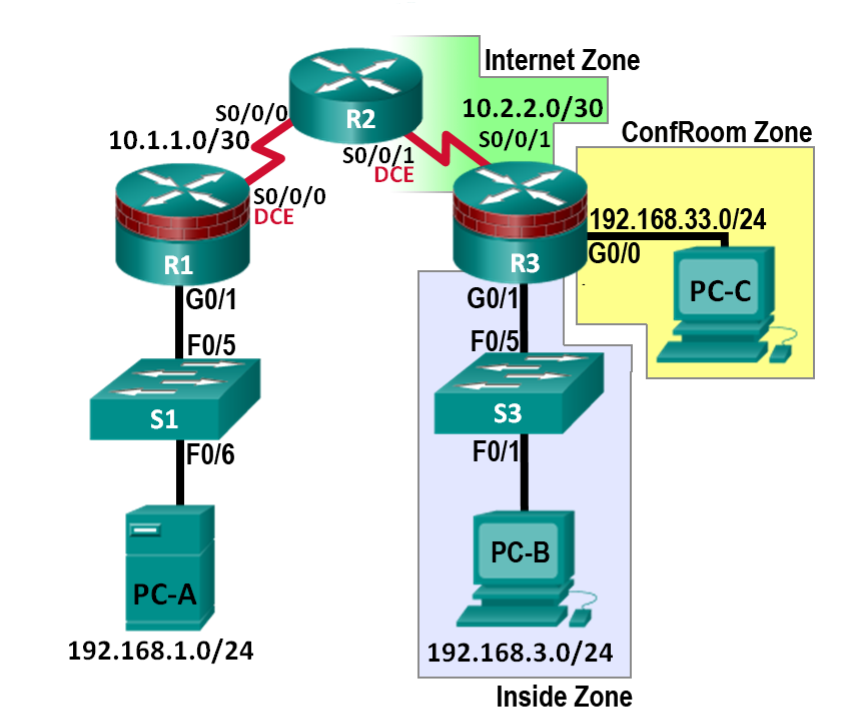 Internet Zone
R2
S0/0/0
10.2.2.0/30
10.1.1.0/30
S0/0/1
ConfRoom Zone
S0/0/1
DCE
S0/0/0
DCE
192.168.33.0/24
R1
R3
G0/0
G0/1
G0/1
PC-C
F0/5
F0/5
S1
S3
F0/6
F0/1
PC-B
PC-A
192.168.1.0/24
192.168.3.0/24
Inside Zone